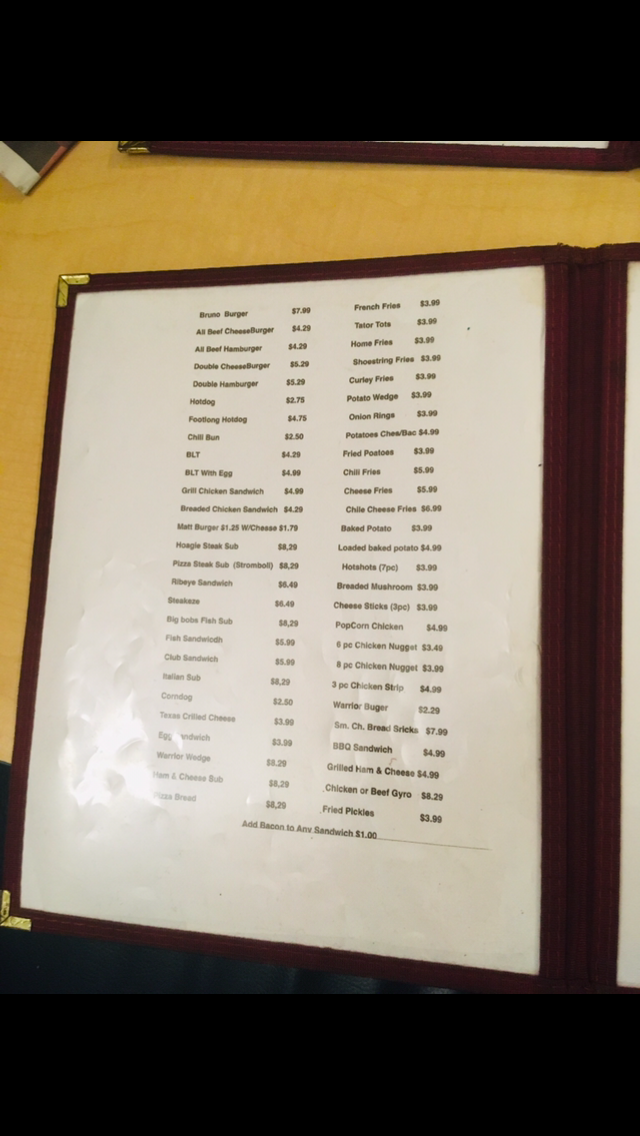 Bruno Burger $7.99
All Beef CheeseBurger $4.29
All Beef Hamburger $4.29
Double CheeseBurger $5.29
Double Hamburger $5.29
Hotdog $2.75
Footlong Hotdog $4.75
Chili Bun $2.50
BLT $4.29
BLT With Egg $4.99
Grill Chicken Sandwich $4.99
Breaded Chicken Sandwich $4.29
Matt Burger $1.25 W/Cheese $1.79
Hoagie Steak Sub $8,29
Pizza Steak Sub (Stromboli) $8,29
Ribeye Sandwich $6.49
Steakeze $6.49
Big bobs Fish Sub $8,29
Fish Sandwicdh $5.99
Club Sandwich $5.99
Italian Sub $8,29
Corndog $2.50
Texas Crilled Cheese $3.99
Egg Sandwich $3.99
Warrior Wedge $8.29
Ham & Cheese Sub $8,29
Pizza Bread $8,29
French Fries $3.99
Tator Tots $3.99
Home Fries $3.99
Shoestring Fries $3.99
Curley Fries $3.99
Potato Wedge $3.99
Onion Rings $3.99
Potatoes Ches/Bac $4.99
Fried Poatoes $3.99
Chili Fries $5.99
Cheese Fries $5.99
Chile Cheese Fries $6.99
Baked Potato $3.99
Loaded baked potato $4.99
Hotshots (7pc) $3.99
Breaded Mushroom $3.99
Cheese Sticks (3pc) $3.99
PopCorn Chicken $4.99
6 pc Chicken Nugget $3.49
8 pc Chicken Nugget $3.99
3 pc Chicken Strip $4.99
Warrior Buger $2.29
Sm. Ch. Bread Sricks $7.99
BBQ Sandwich $4.99
Grilled Ham & Cheese $4.99
Chicken or Beef Gyro $8.29
Fried Pickles $3.99
Add Bacon to Any Sandwich $1.00